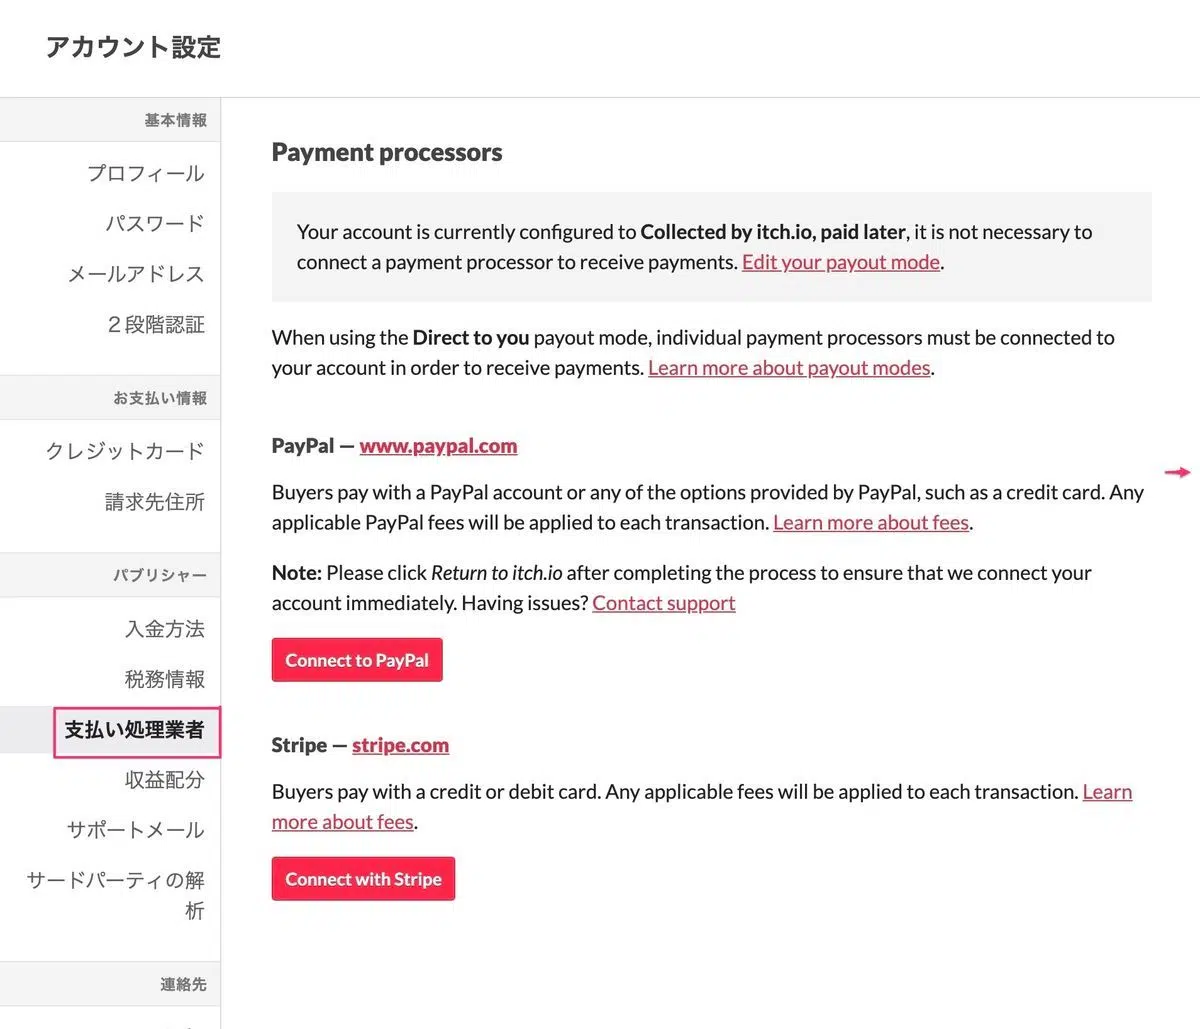 アカウント設定
基本情報
プロフィール
パスワード
メールアドレス
２段階認証
お支払い情報
クレジットカード
請求先住所
パブリシャー
入金方法
税務情報
支払い処理業者
収益配分
サポートメール
サードパーティの解
析
連絡先
Payment processors
Your account is currently configured to Collected by itch.io, paid later, it is not necessary to
connect a payment processor to receive payments. Edit your payout mode.
When using the Direct to you payout mode, individual payment processors must be connected to
your account in order to receive payments. Learn more about payout modes.
PayPal — www.paypal.com
Buyers pay with a PayPal account or any of the options provided by PayPal, such as a credit card. Any
applicable PayPal fees will be applied to each transaction. Learn more about fees.
Note: Please click Return to itch.io after completing the process to ensure that we connect your
account immediately. Having issues? Contact support
Connect to PayPal
Stripe — stripe.com
Buyers pay with a credit or debit card. Any applicable fees will be applied to each transaction. Learn
more about fees.
Connect with Stripe